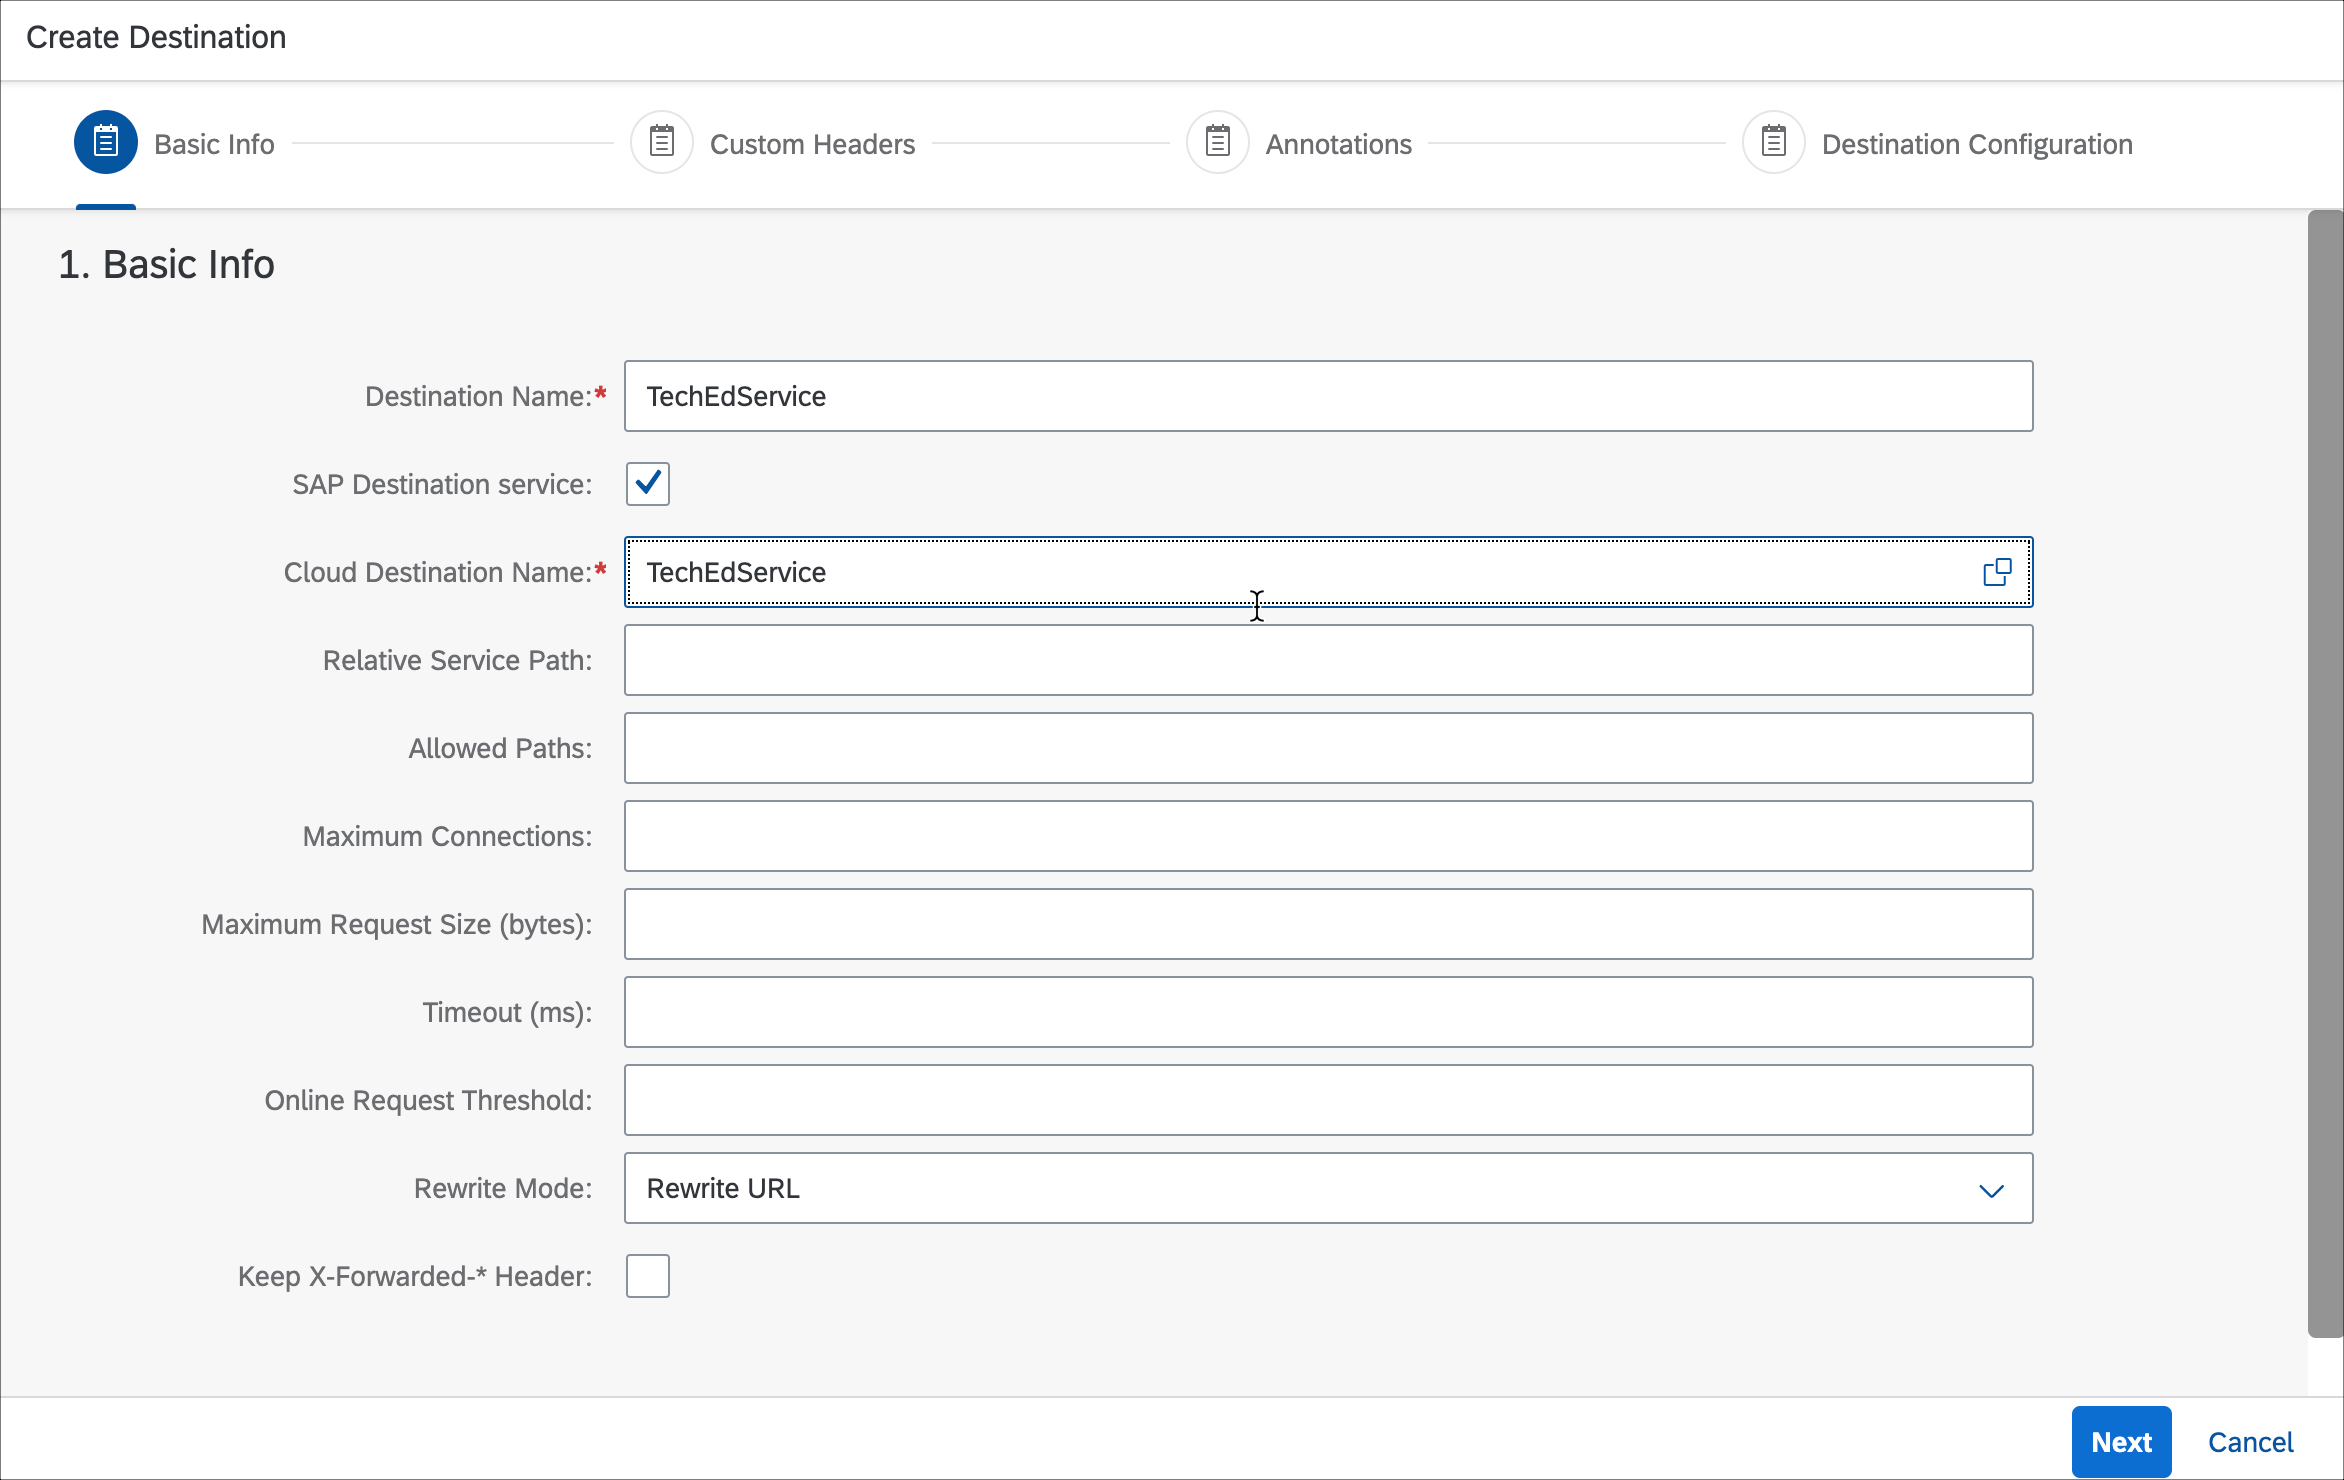 Create Destination
Basic Info
Custom Headers
Annotations
Destination Configuration
1. Basic Info
Destination Name:* TechEdService
SAP Destination service:
Cloud Destination Name:* TechEdService
Relative Service Path:
Allowed Paths:
Maximum Connections:
Maximum Request Size (bytes):
Timeout (ms):
Online Request Threshold:
Rewrite Mode: Rewrite URL
Keep X-Forwarded-* Header:
Next Cancel